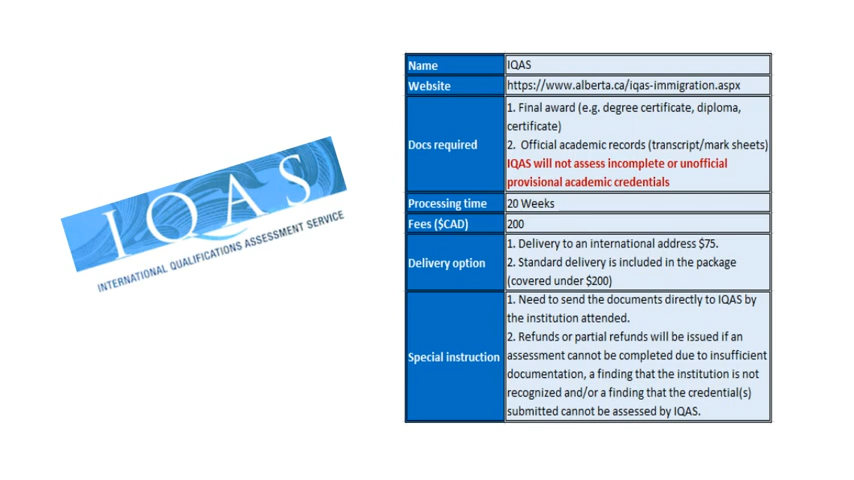 IQAS
INTERNATIONAL QUALIFICATIONS ASSESSMENT SERVICE
Name IQAS
Website https://www.alberta.ca/iqas-immigration.aspx
Docs required
1. Final award (e.g. degree certificate, diploma,
certificate)
2. Official academic records (transcript/mark sheets)
IQAS will not assess incomplete or unofficial
provisional academic credentials
Processing time 20 Weeks
Fees ($CAD) 200
Delivery option
1. Delivery to an international address $75.
2. Standard delivery is included in the package
(covered under $200)
Special instruction
1. Need to send the documents directly to IQAS by
the institution attended.
2. Refunds or partial refunds will be issued if an
assessment cannot be completed due to insufficient
documentation, a finding that the institution is not
recognized and/or a finding that the credential(s)
submitted cannot be assessed by IQAS.